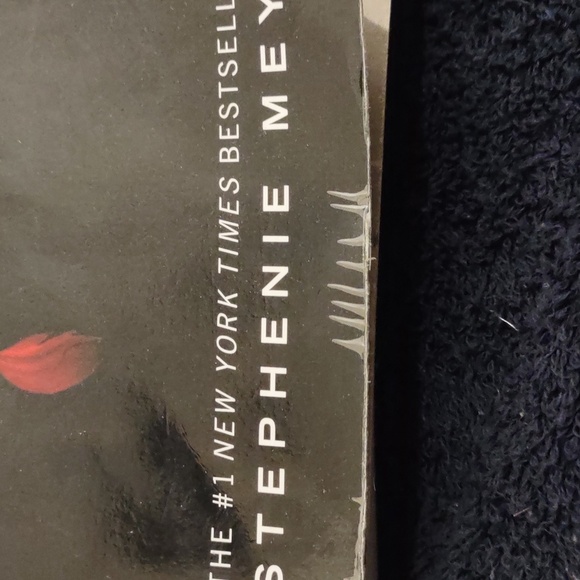 THE #1 NEW YORK TIMES BESTSELL
STEPHENIE MEY